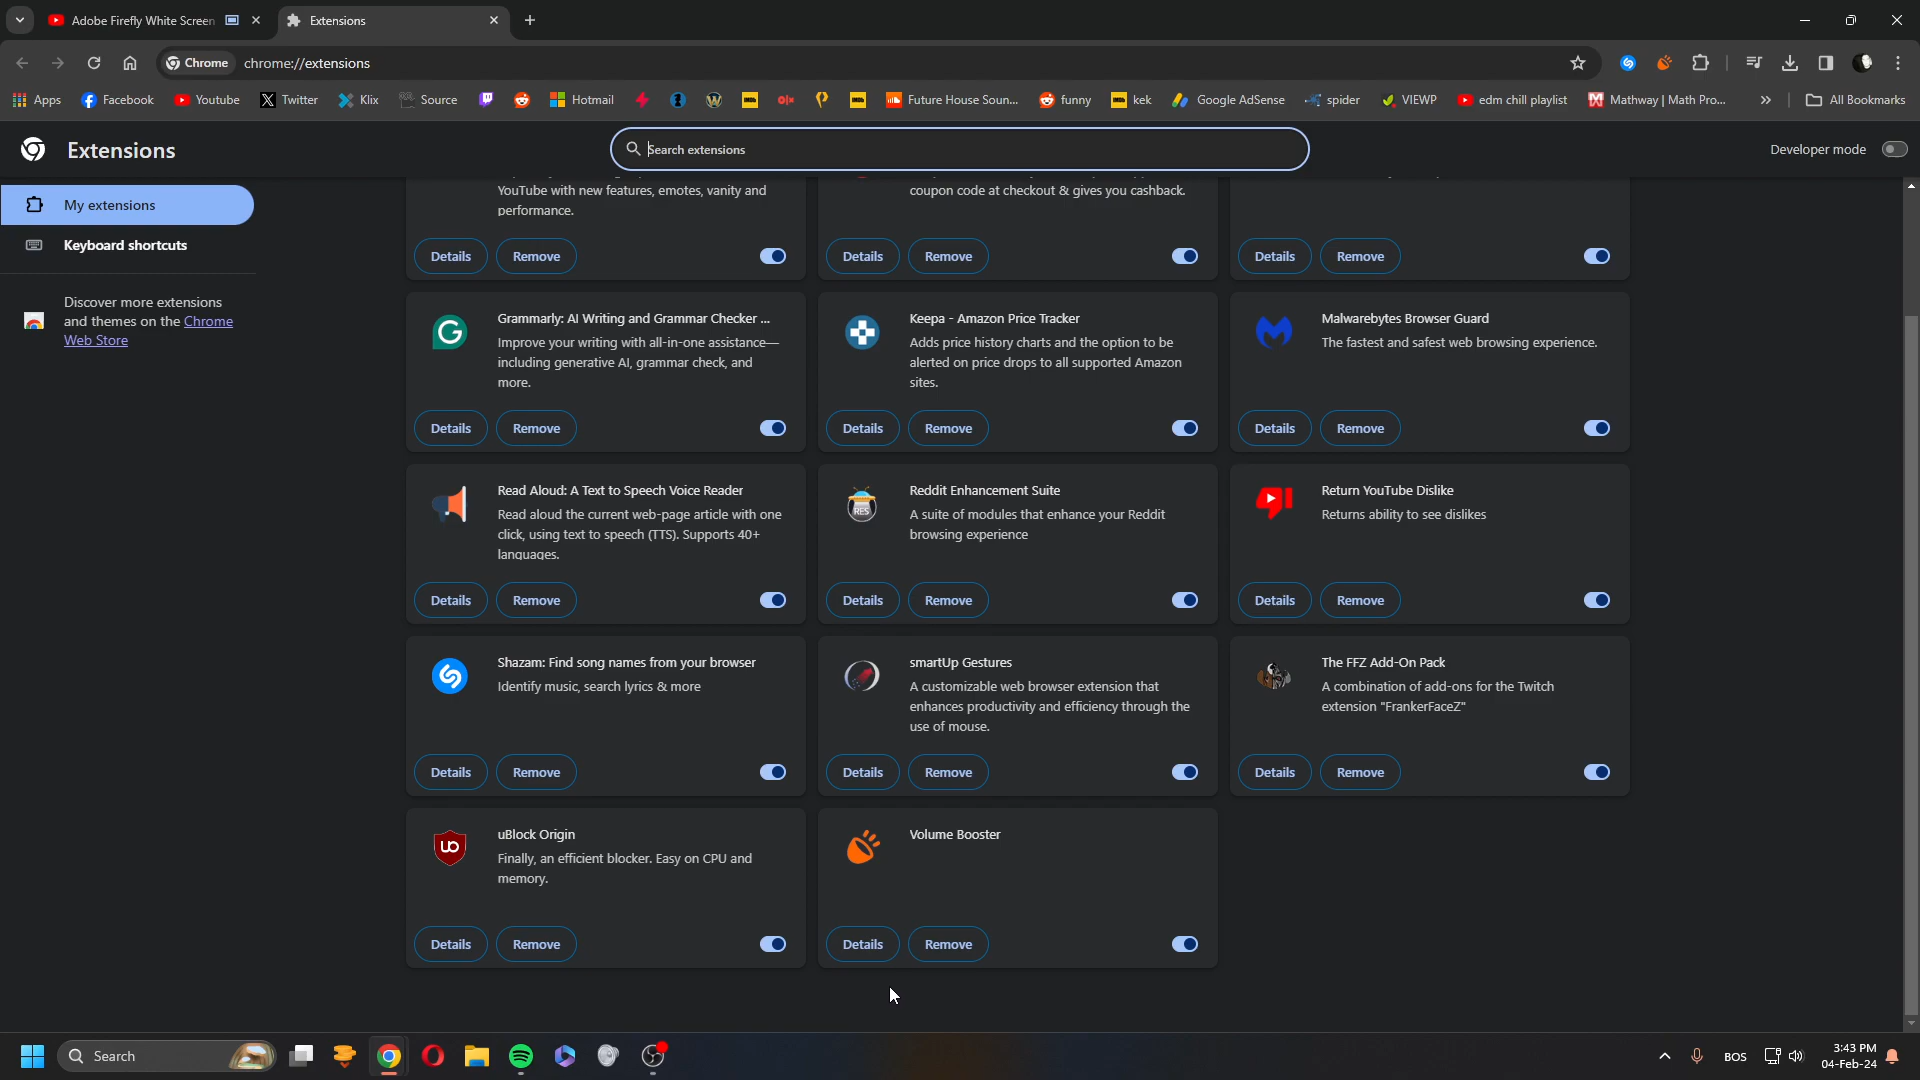 Adobe Firefly White Screen
Extensions
Chrome
chrome://extensions
Apps
Facebook
Youtube
Twitter
Klix
Source
Hotmail
Future House Soun...
funny
kek
Google AdSense
spider
VIEWP
edm chill playlist
Mathway | Math Pro...
All Bookmarks
Extensions
Search extensions
Developer mode
My extensions
Keyboard shortcuts
Discover more extensions
and themes on the Chrome
Web Store
YouTube with new features, emotes, vanity and
performance.
Details
Remove
coupon code at checkout & gives you cashback.
Details
Remove
Details
Remove
Grammarly: AI Writing and Grammar Checker ...
Improve your writing with all-in-one assistance—
including generative AI, grammar check, and
more.
Details
Remove
Keepa - Amazon Price Tracker
Adds price history charts and the option to be
alerted on price drops to all supported Amazon
sites.
Details
Remove
Malwarebytes Browser Guard
The fastest and safest web browsing experience.
Details
Remove
Read Aloud: A Text to Speech Voice Reader
Read aloud the current web-page article with one
click, using text to speech (TTS). Supports 40+
languages.
Details
Remove
Reddit Enhancement Suite
A suite of modules that enhance your Reddit
browsing experience
Details
Remove
Return YouTube Dislike
Returns ability to see dislikes
Details
Remove
Shazam: Find song names from your browser
Identify music, search lyrics & more
Details
Remove
smartUp Gestures
A customizable web browser extension that
enhances productivity and efficiency through the
use of mouse.
Details
Remove
The FFZ Add-On Pack
A combination of add-ons for the Twitch
extension "FrankerFaceZ"
Details
Remove
uBlock Origin
Finally, an efficient blocker. Easy on CPU and
memory.
Details
Remove
Volume Booster
Details
Remove
Search
BOS
3:43 PM
04-Feb-24